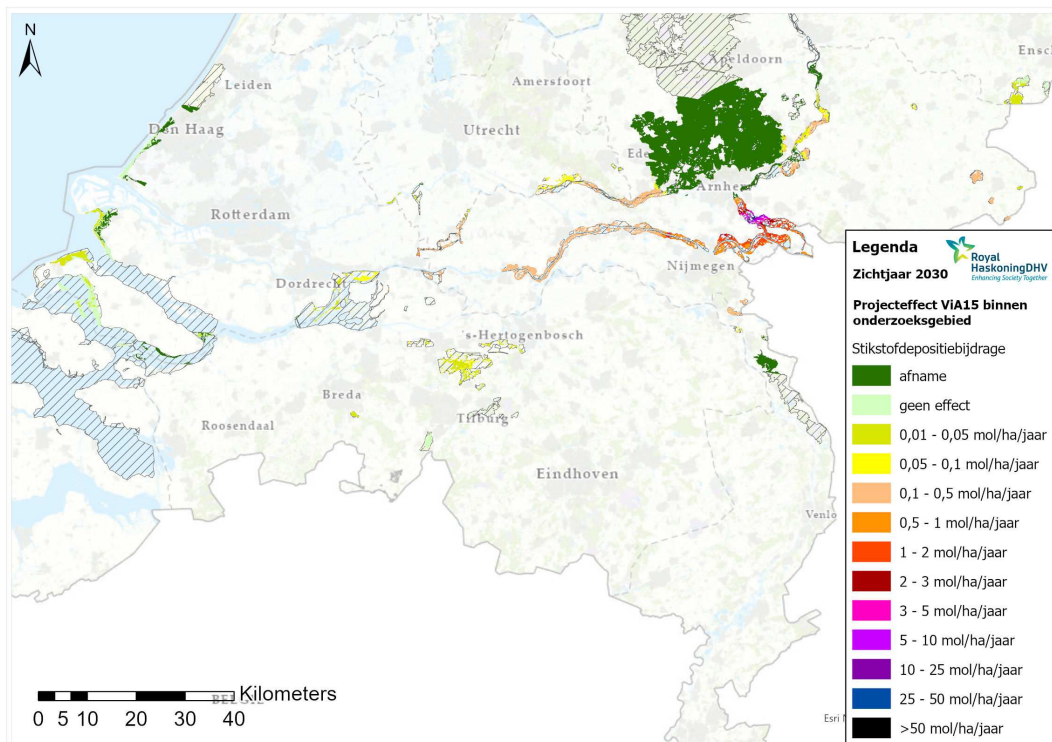 N
Leiden
Apeldoorn
Amersfoort
Ensch
Den Haag
Utrecht
Ede
Arnhem
Rotterdam
Nijmegen
Dordrecht
's-Hertogenbosch
Breda
Tilburg
Roosendaal
Eindhoven
Venlo
BELGIË
Kilometers
0 5 10 20 30 40
Esri N
Legenda
Royal
HaskoningDHV
Enhancing Society Together
Zichtjaar 2030
Projecteffect ViA15 binnen
onderzoeksgebied
Stikstofdepositiebijdrage
afname
geen effect
0,01 - 0,05 mol/ha/jaar
0,05 - 0,1 mol/ha/jaar
0,1 - 0,5 mol/ha/jaar
0,5 - 1 mol/ha/jaar
1 - 2 mol/ha/jaar
2 - 3 mol/ha/jaar
3 - 5 mol/ha/jaar
5 - 10 mol/ha/jaar
10 - 25 mol/ha/jaar
25 - 50 mol/ha/jaar
>50 mol/ha/jaar